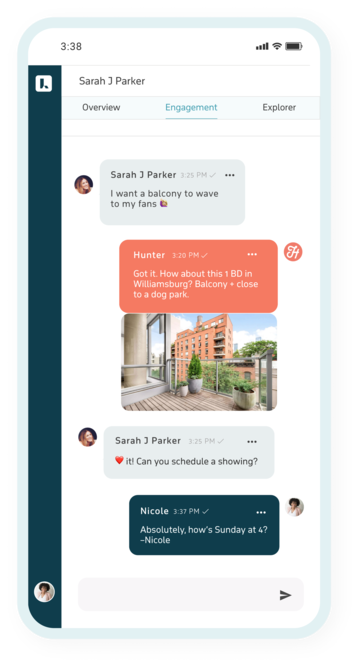 3:38
Sarah J Parker
Overview Engagement Explorer
Sarah J Parker 3:25 PM
I want a balcony to wave
to my fans
Hunter 3:20 PM
Got it. How about this 1 BD in
Williamsburg? Balcony + close
to a dog park.
Sarah J Parker 3:25 PM
❤️ it! Can you schedule a showing?
Nicole 3:37 PM
Absolutely, how's Sunday at 4?
~Nicole